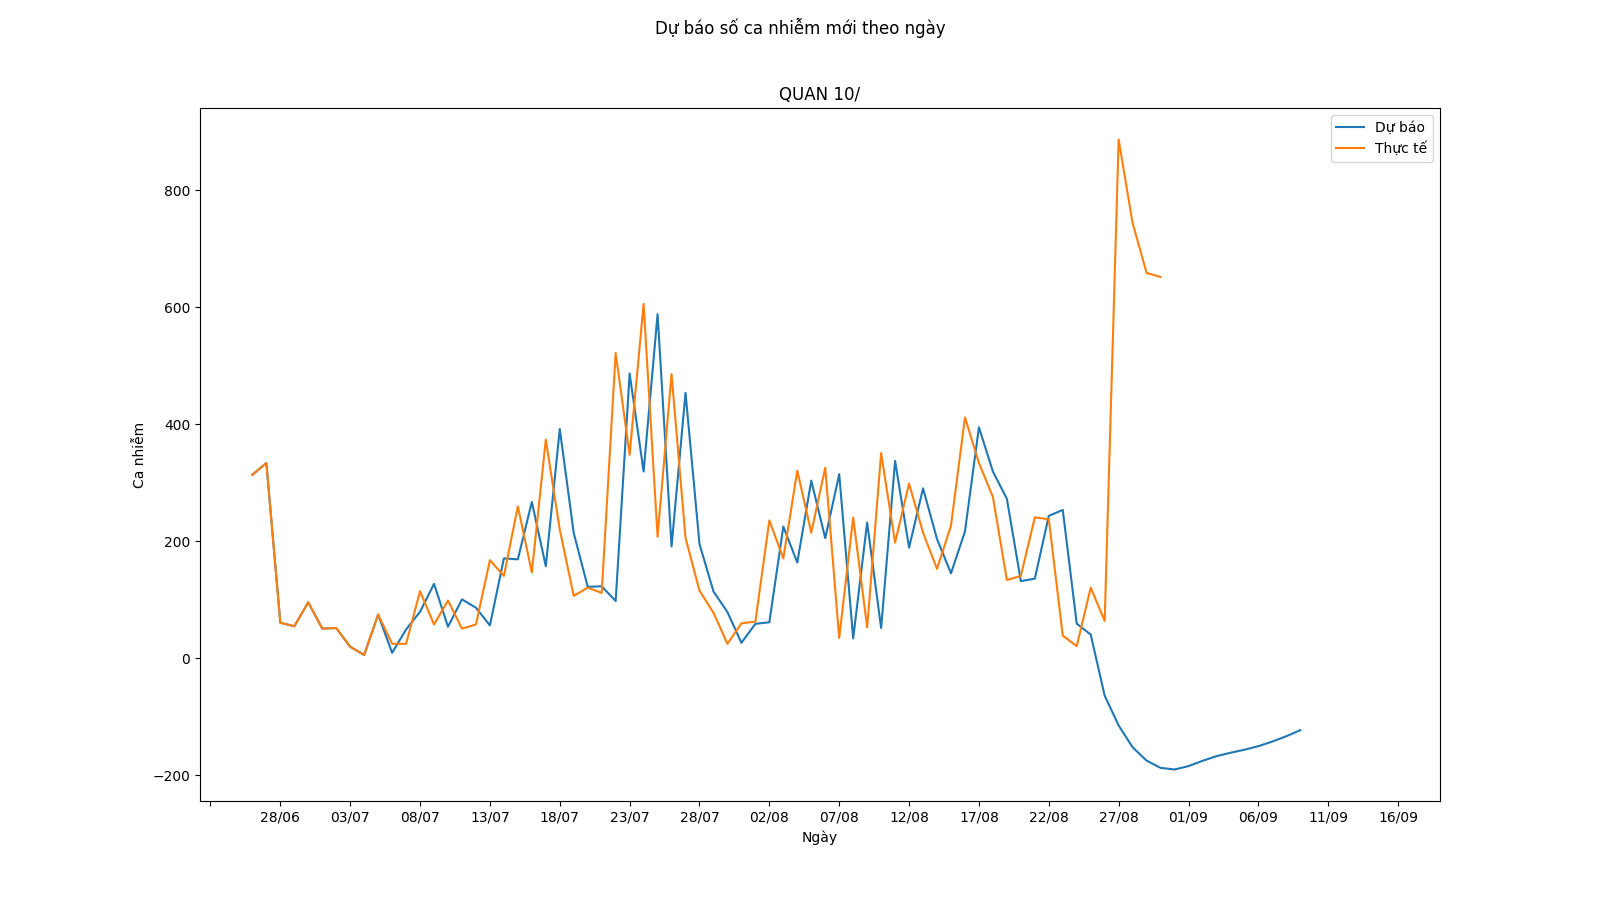 Dự báo số ca nhiễm mới theo ngày
QUAN 10/
Dự báo
Thực tế
Ca nhiễm
800
600
400
200
0
−200
28/06 03/07 08/07 13/07 18/07 23/07 28/07 02/08 07/08 12/08 17/08 22/08 27/08 01/09 06/09 11/09 16/09
Ngày